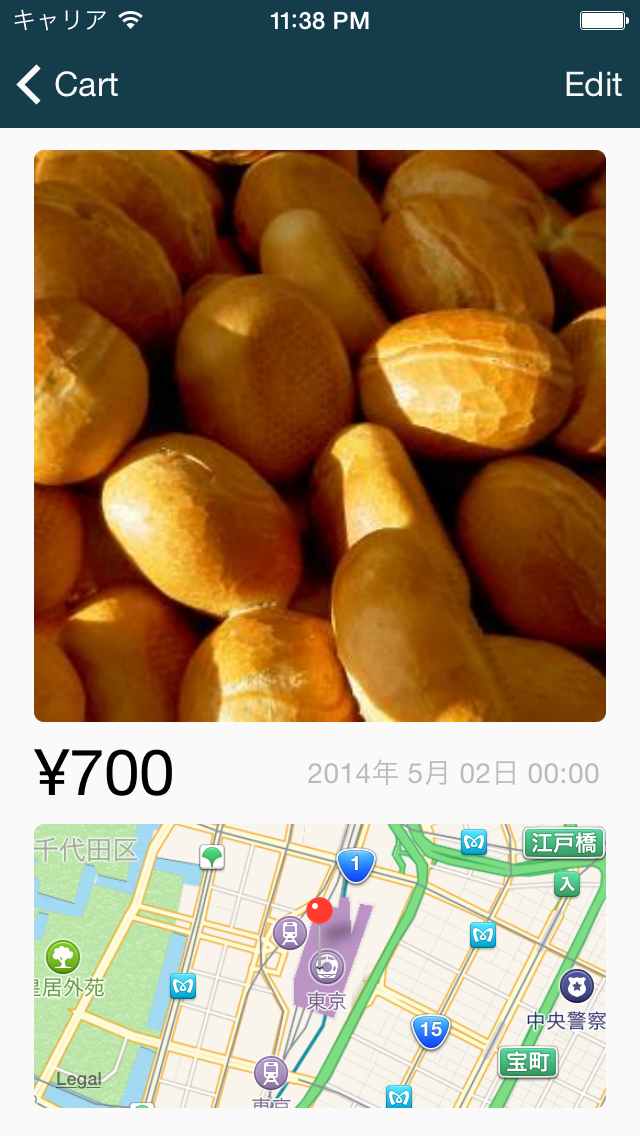 キャリア 11:38 PM
Cart Edit
¥700 2014年 5月 02日 00:00
江戸橋
千代田区
1
入
皇居外苑
東京
中央警察
15
宝町
Legal
東京